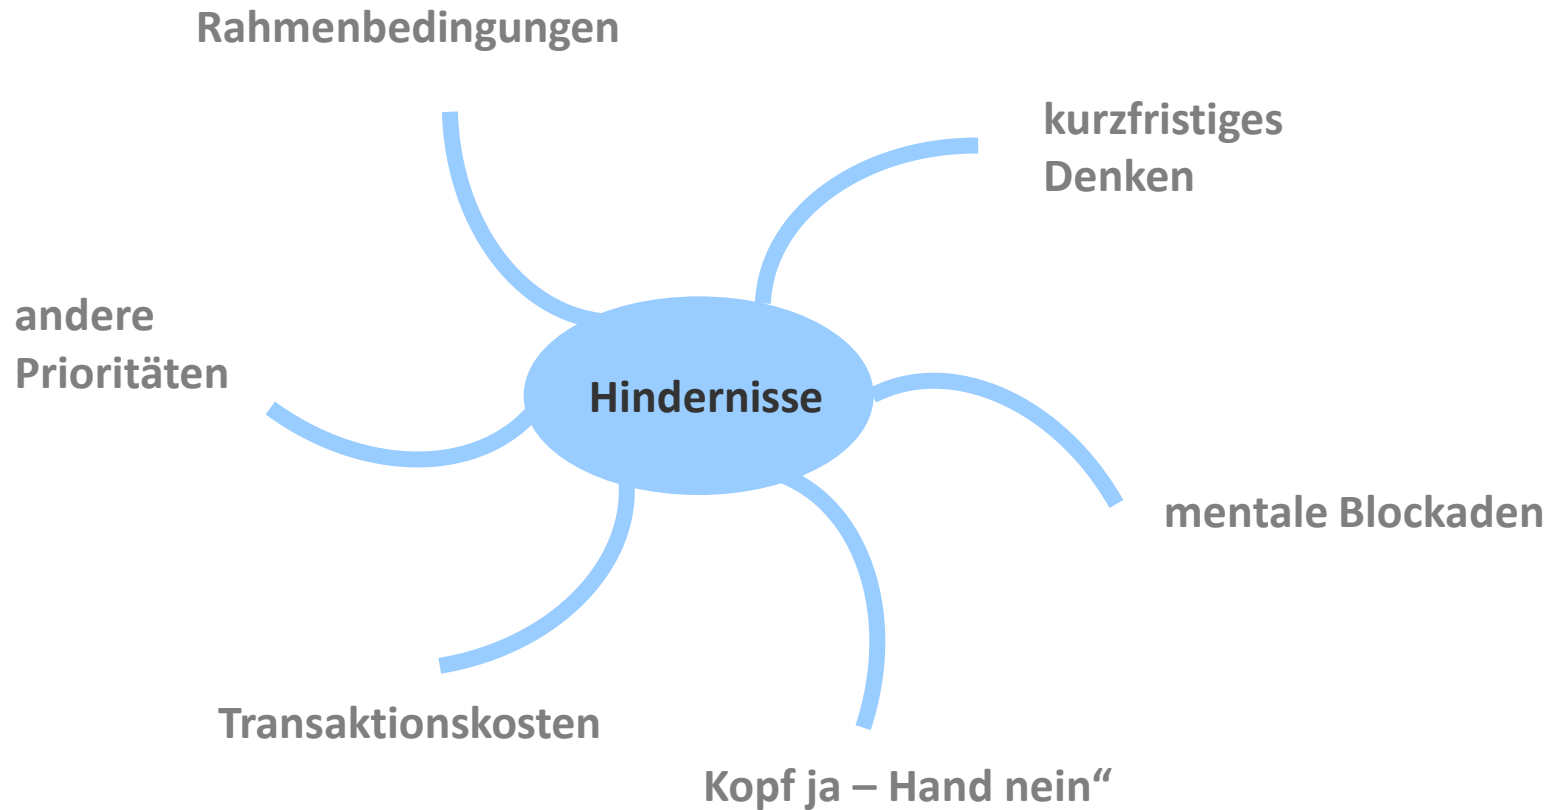 Rahmenbedingungen
kurzfristiges
Denken
andere
Prioritäten
Hindernisse
mentale Blockaden
Transaktionskosten
Kopf ja – Hand nein“